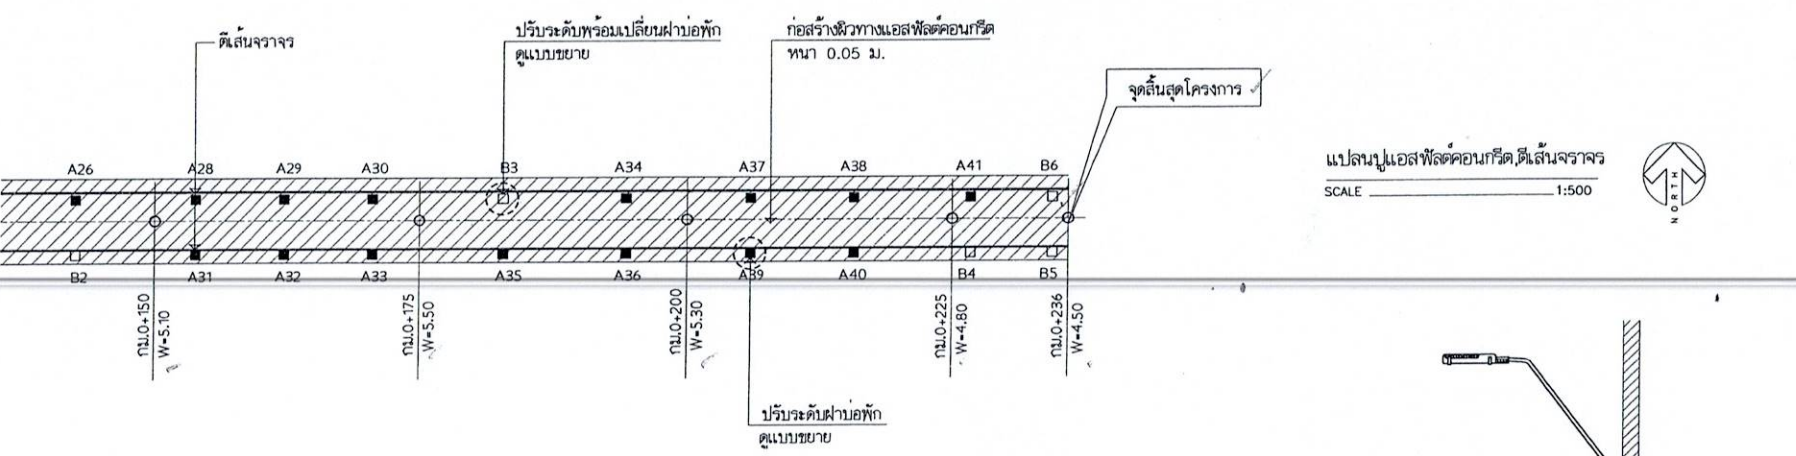 ตีเส้นจราจร
ปรับระดับพร้อมเปลี่ยนฝาบ่อพัก
ดูแบบขยาย
ก่อสร้างผิวทางแอสฟัลต์คอนกรีต
หนา 0.05 ม.
จุดสิ้นสุดโครงการ
แปลนปูแอสฟัลต์คอนกรีต,ตีเส้นจราจร
SCALE 1:500
NORTH
A26 A28 A29 A30 B3 A34 A37 A38 A41 B6
B2 A31 A32 A33 A35 A36 A39 A40 B4 B5
กม.0+150
W=5.10
กม.0+175
W=5.50
กม.0+200
W=5.30
กม.0+225
W=4.80
กม.0+236
W=4.50
ปรับระดับฝาบ่อพัก
ดูแบบขยาย